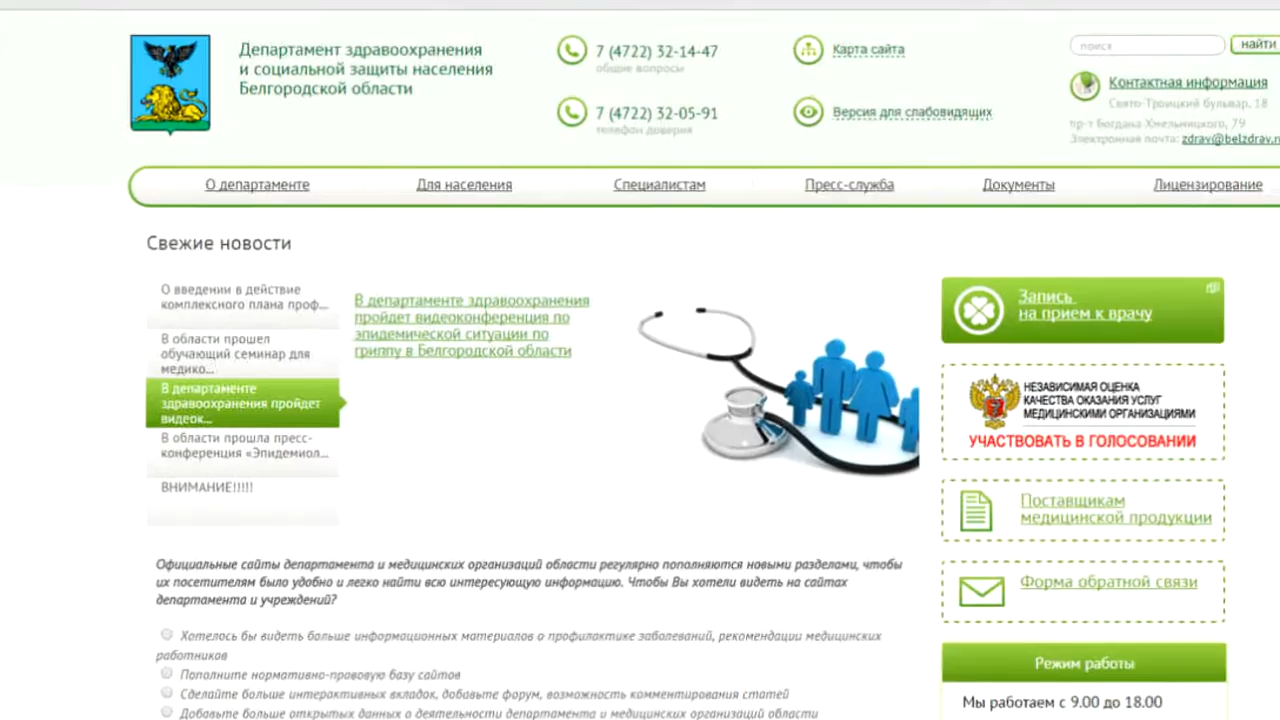 Департамент здравоохранения
и социальной защиты населения
Белгородской области
7 (4722) 32-14-47
общие вопросы
7 (4722) 32-05-91
телефон доверия
Карта сайта
Версия для слабовидящих
поиск
найти
Контактная информация
Свято-Троицкий бульвар, 18
пр-т Богдана Хмельницкого, 79
Электронная почта: zdrav@belzdrav.r
О департаменте
Для населения
Специалистам
Пресс-служба
Документы
Лицензирование
Свежие новости
О введении в действие
комплексного плана проф...
В области прошел
обучающий семинар для
медико...
В департаменте
здравоохранения пройдет
видеок...
В области прошла пресс-
конференция «Эпидемиол...
ВНИМАНИЕ!!!!!
В департаменте здравоохранения
пройдет видеоконференция по
эпидемической ситуации по
гриппу в Белгородской области
Запись
на прием к врачу
НЕЗАВИСИМАЯ ОЦЕНКА
КАЧЕСТВА ОКАЗАНИЯ УСЛУГ
МЕДИЦИНСКИМИ ОРГАНИЗАЦИЯМИ
УЧАСТВОВАТЬ В ГОЛОСОВАНИИ
Поставщикам
медицинской продукции
Форма обратной связи
Режим работы
Мы работаем с 9.00 до 18.00
Официальные сайты департамента и медицинских организаций области регулярно пополняются новыми разделами, чтобы
их посетителям было удобно и легко найти всю интересующую информацию. Чтобы Вы хотели видеть на сайтах
департамента и учреждений?
Хотелось бы видеть больше информационных материалов о профилактике заболеваний, рекомендации медицинских
работников
Пополните нормативно-правовую базу сайтов
Сделайте больше интерактивных вкладок, добавьте форум, возможность комментирования статей
Добавьте больше открытых данных о деятельности департамента и медицинских организаций области